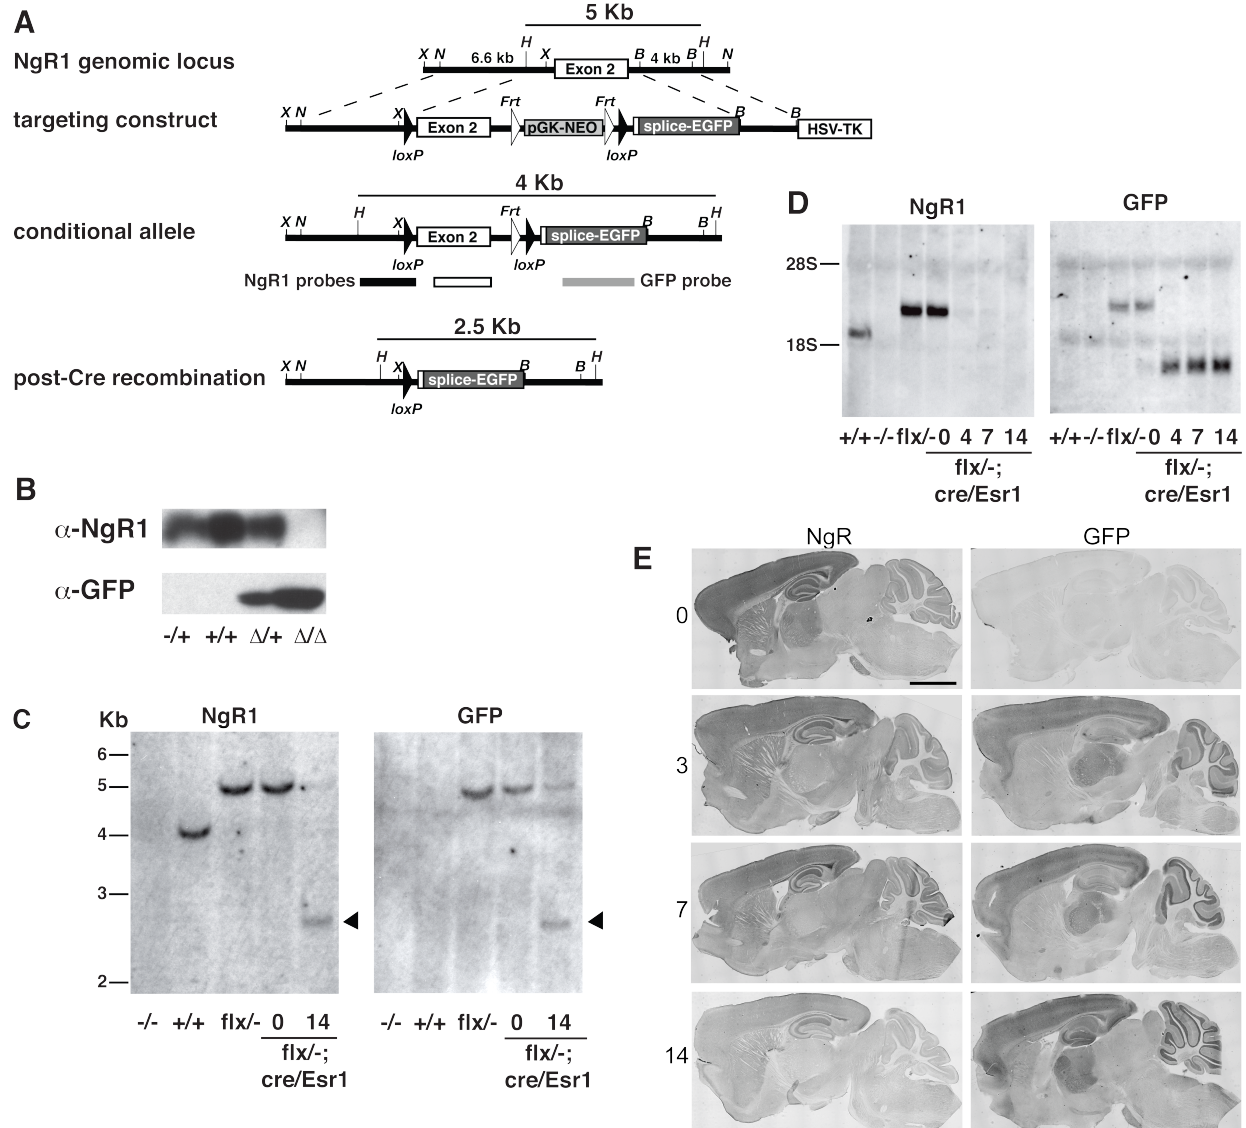 A
5 Kb
NgR1 genomic locus
X N 6.6 kb H X Exon 2 B 4 kb B H N
targeting construct
X N X Exon 2 Frt pGK-NEO Frt splice-EGFP B B HSV-TK
loxP loxP
4 Kb
conditional allele
X N H X Exon 2 Frt splice-EGFP B B H
loxP loxP
NgR1 probes GFP probe
2.5 Kb
post-Cre recombination
X N H X splice-EGFP B B H
loxP
B
α-NgR1
α-GFP
-/+ +/+ Δ/+ Δ/Δ
C
Kb NgR1 GFP
6
5
4
3
2
-/- +/+ flx/- 0 14
flx/-;
cre/Esr1
-/- +/+ flx/- 0 14
flx/-;
cre/Esr1
D
NgR1 GFP
28S
18S
+/+ -/- flx/- 0 4 7 14
flx/-;
cre/Esr1
+/+ -/- flx/- 0 4 7 14
flx/-;
cre/Esr1
E
NgR GFP
0
3
7
14